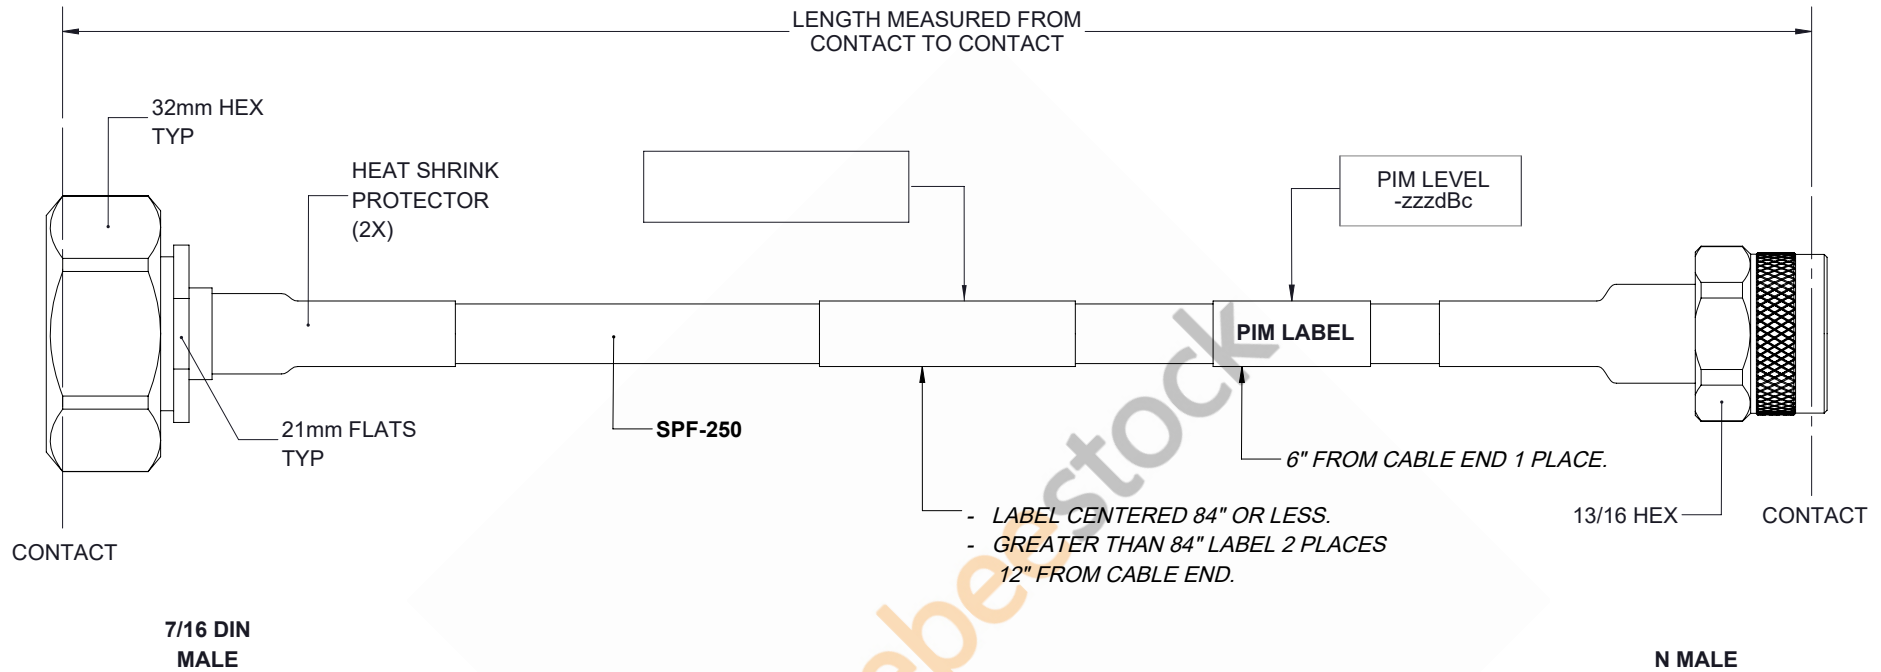 LENGTH MEASURED FROM
CONTACT TO CONTACT
32mm HEX
TYP
HEAT SHRINK
PROTECTOR
(2X)
PIM LEVEL
-zzzdBc
PIM LABEL
21mm FLATS
TYP
SPF-250
6" FROM CABLE END 1 PLACE.
- LABEL CENTERED 84" OR LESS.
- GREATER THAN 84" LABEL 2 PLACES
12" FROM CABLE END.
13/16 HEX
CONTACT
CONTACT
7/16 DIN
MALE
N MALE
ebeestock